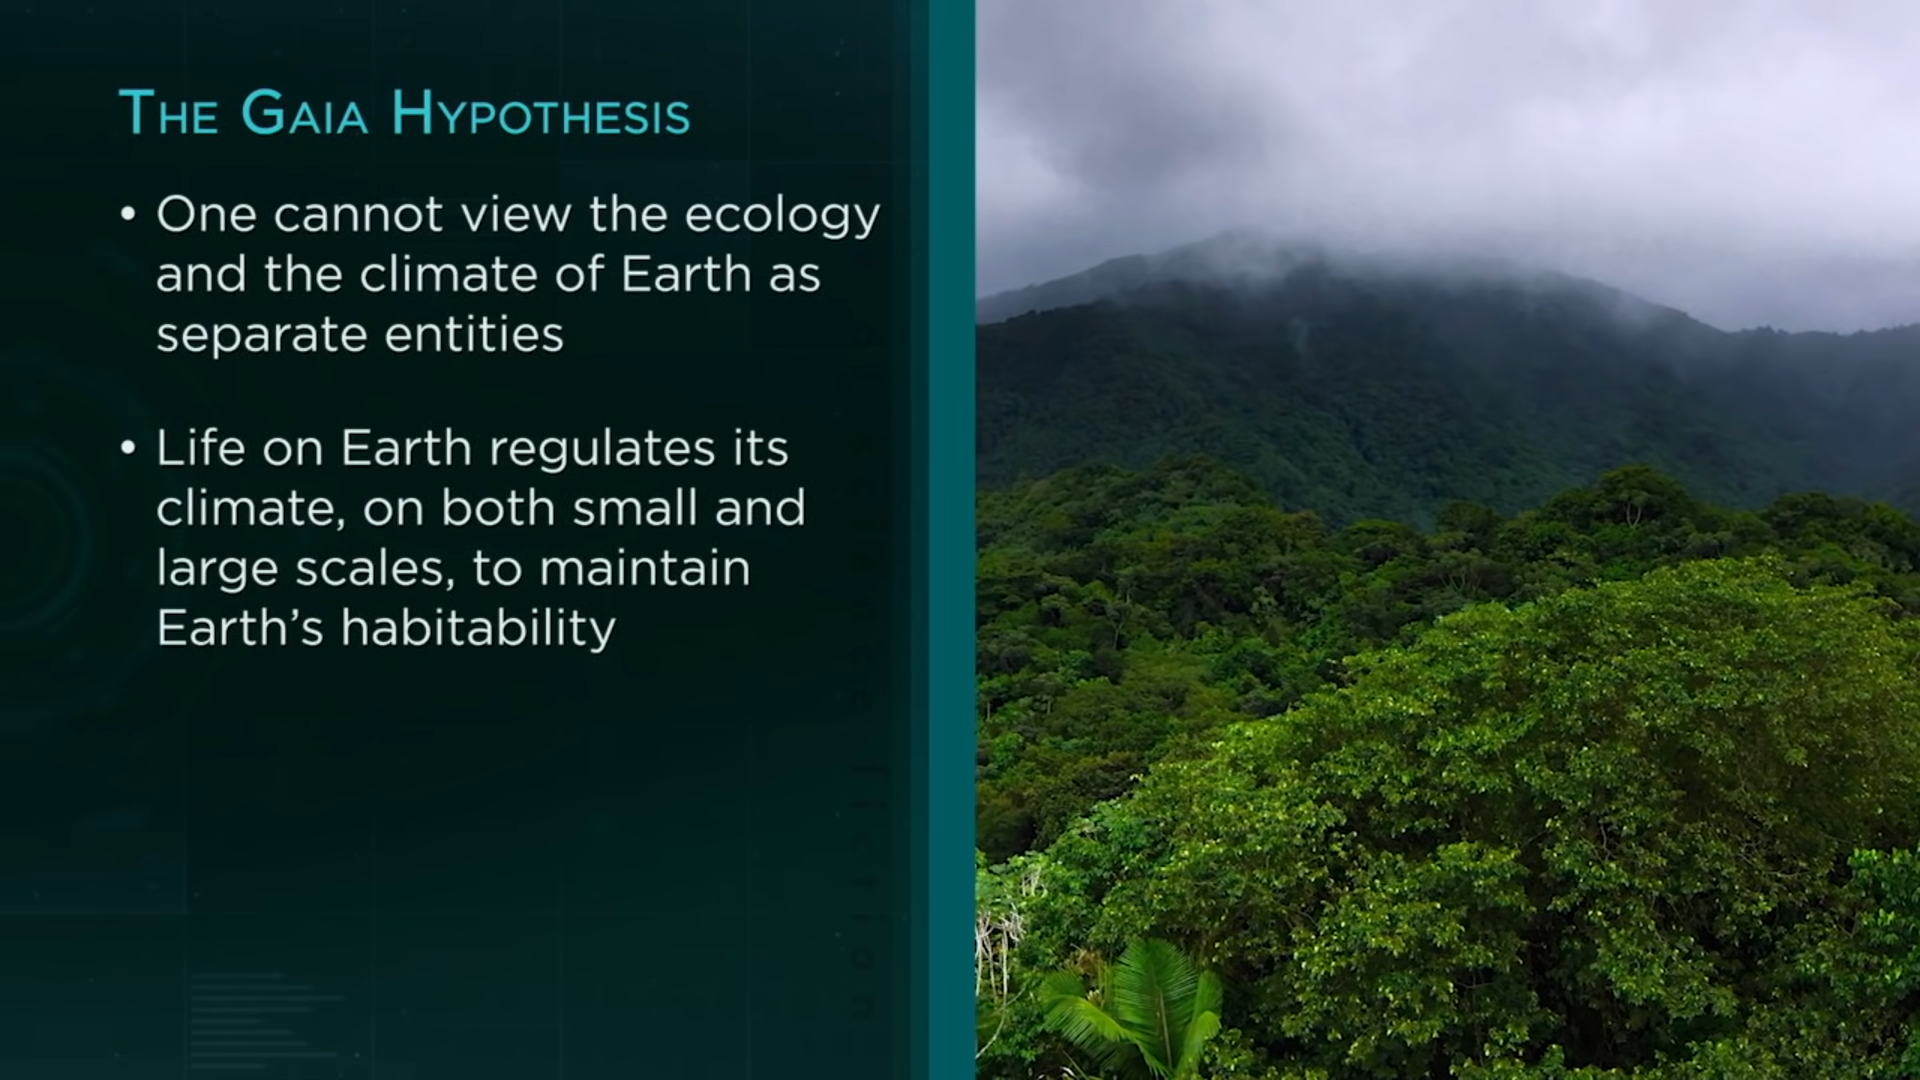 The Gaia Hypothesis
• One cannot view the ecology
and the climate of Earth as
separate entities
• Life on Earth regulates its
climate, on both small and
large scales, to maintain
Earth’s habitability